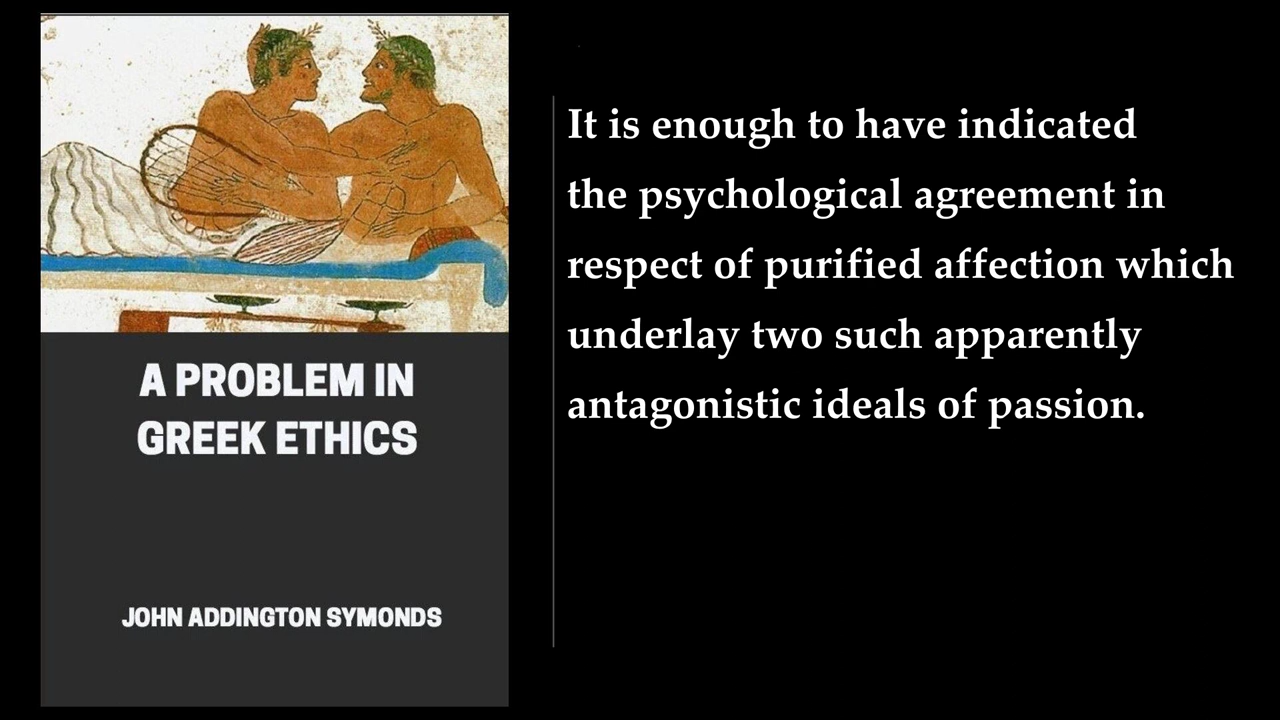 A PROBLEM IN
GREEK ETHICS
JOHN ADDINGTON SYMONDS
It is enough to have indicated
the psychological agreement in
respect of purified affection which
underlay two such apparently
antagonistic ideals of passion.